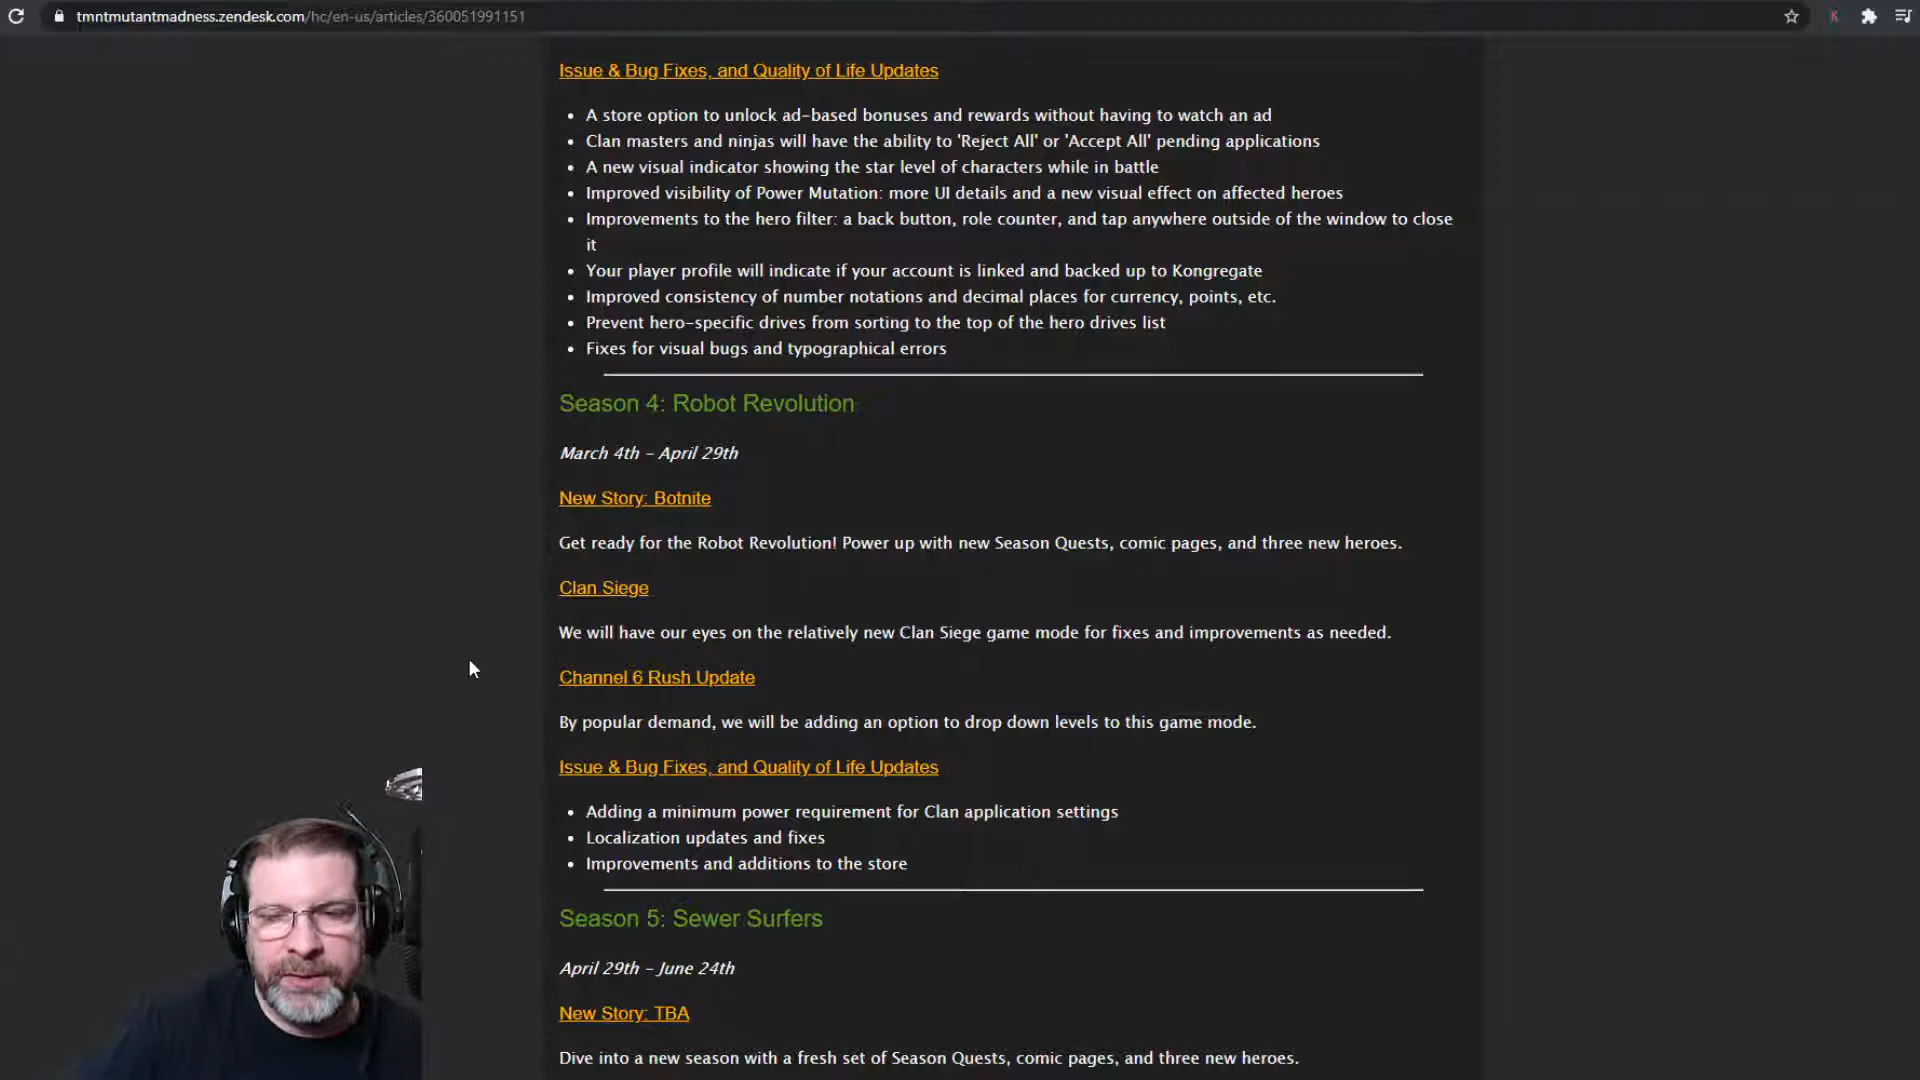 tmntmutantmadness.zendesk.com/hc/en-us/articles/360051991151
K
Issue & Bug Fixes, and Quality of Life Updates
• A store option to unlock ad-based bonuses and rewards without having to watch an ad
• Clan masters and ninjas will have the ability to 'Reject All' or 'Accept All' pending applications
• A new visual indicator showing the star level of characters while in battle
• Improved visibility of Power Mutation: more UI details and a new visual effect on affected heroes
• Improvements to the hero filter: a back button, role counter, and tap anywhere outside of the window to close
it
• Your player profile will indicate if your account is linked and backed up to Kongregate
• Improved consistency of number notations and decimal places for currency, points, etc.
• Prevent hero-specific drives from sorting to the top of the hero drives list
• Fixes for visual bugs and typographical errors
Season 4: Robot Revolution
March 4th - April 29th
New Story: Botnite
Get ready for the Robot Revolution! Power up with new Season Quests, comic pages, and three new heroes.
Clan Siege
We will have our eyes on the relatively new Clan Siege game mode for fixes and improvements as needed.
Channel 6 Rush Update
By popular demand, we will be adding an option to drop down levels to this game mode.
Issue & Bug Fixes, and Quality of Life Updates
• Adding a minimum power requirement for Clan application settings
• Localization updates and fixes
• Improvements and additions to the store
Season 5: Sewer Surfers
April 29th - June 24th
New Story: TBA
Dive into a new season with a fresh set of Season Quests, comic pages, and three new heroes.